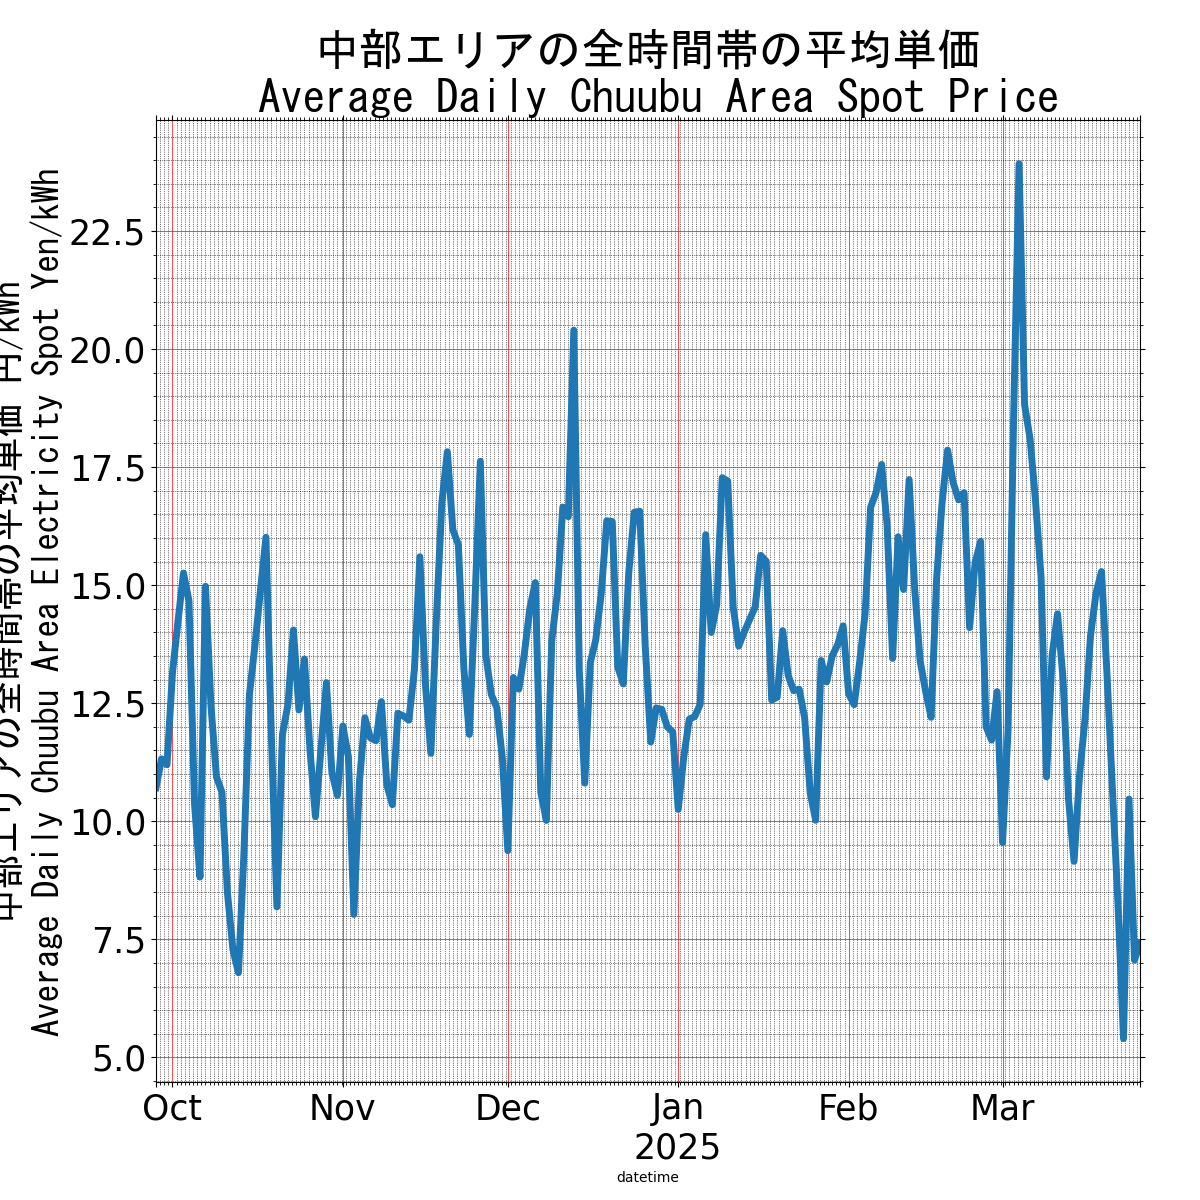 中部エリアの全時間帯の平均単価
Average Daily Chuubu Area Spot Price
中部エリアの全時間帯の平均単価 円/kWh
Average Daily Chuubu Area Electricity Spot Yen/kWh
22.5
20.0
17.5
15.0
12.5
10.0
7.5
5.0
Oct Nov Dec Jan Feb Mar
2025
datetime